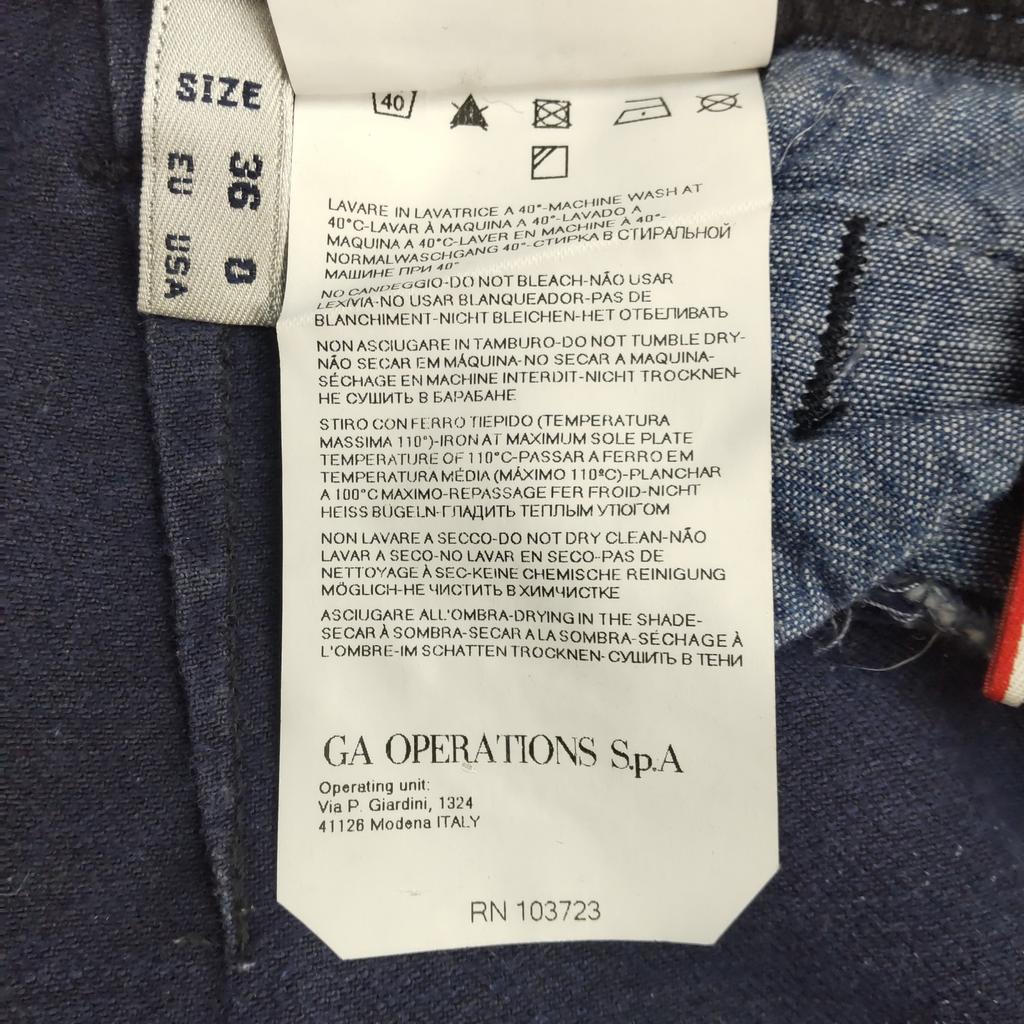 SIZE
36 0
EU USA
40
LAVARE IN LAVATRICE A 40°-MACHINE WASH AT
40°C-LAVAR À MAQUINA A 40°-LAVADO A
MAQUINA A 40°C-LAVER EN MACHINE À 40°-
NORMALWASCHGANG 40°-СТИРКА В СТИРАЛЬНОЙ
МАШИНЕ ПРИ 40°
NO CANDEGGIO-DO NOT BLEACH-NÃO USAR
LEXÍVIA-NO USAR BLANQUEADOR-PAS DE
BLANCHIMENT-NICHT BLEICHEN-НЕТ ОТБЕЛИВАТЬ
NON ASCIUGARE IN TAMBURO-DO NOT TUMBLE DRY-
NÃO SECAR EM MÁQUINA-NO SECAR A MAQUINA-
SÉCHAGE EN MACHINE INTERDIT-NICHT TROCKNEN-
НЕ СУШИТЬ В БАРАБАНЕ
STIRO CON FERRO TIEPIDO (TEMPERATURA
MASSIMA 110°)-IRON AT MAXIMUM SOLE PLATE
TEMPERATURE OF 110°C-PASSAR A FERRO EM
TEMPERATURA MÉDIA (MÁXIMO 110ºC)-PLANCHAR
A 100°C MAXIMO-REPASSAGE FER FROID-NICHT
HEISS BÜGELN-ГЛАДИТЬ ТЕПЛЫМ УТЮГОМ
NON LAVARE A SECCO-DO NOT DRY CLEAN-NÃO
LAVAR A SECO-NO LAVAR EN SECO-PAS DE
NETTOYAGE À SEC-KEINE CHEMISCHE REINIGUNG
MÖGLICH-НЕ ЧИСТИТЬ В ХИМЧИСТКЕ
ASCIUGARE ALL'OMBRA-DRYING IN THE SHADE-
SECAR À SOMBRA-SECAR A LA SOMBRA-SÉCHAGE À
L'OMBRE-IM SCHATTEN TROCKNEN- СУШИТЬ В ТЕНИ
GA OPERATIONS S.p.A
Operating unit:
Via P. Giardini, 1324
41126 Modena ITALY
RN 103723